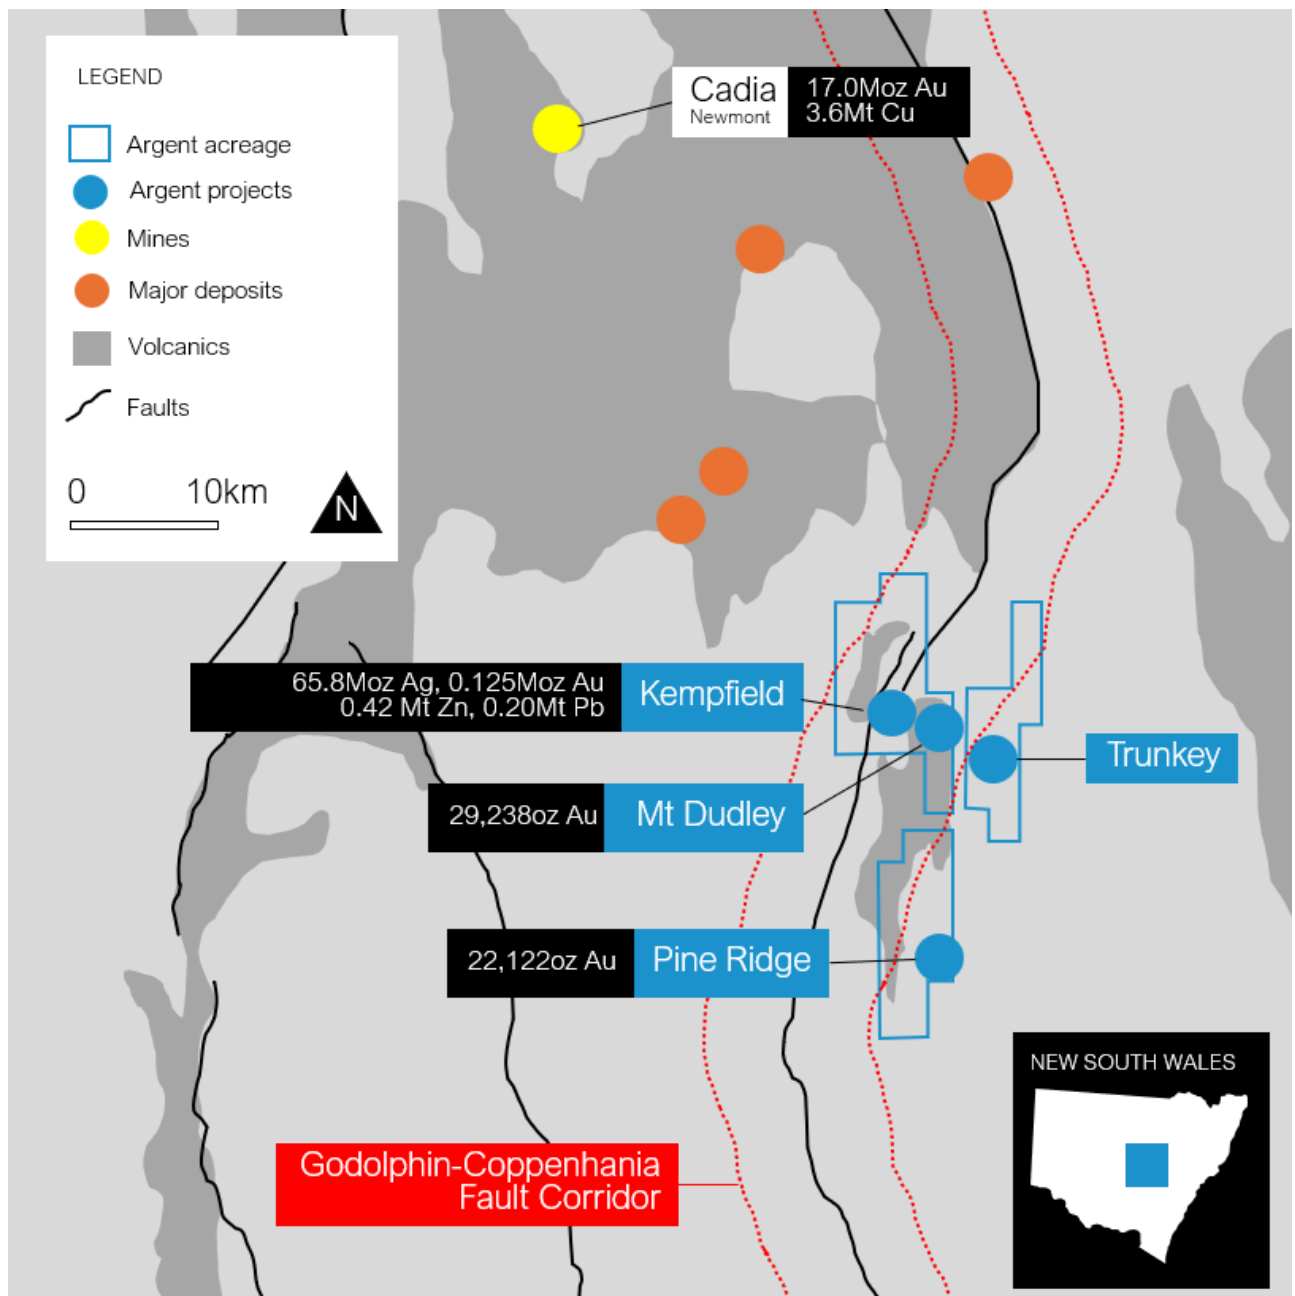 LEGEND
Argent acreage
Argent projects
Mines
Major deposits
Volcanics
Faults
0 10km
N
Cadia
Newmont
17.0Moz Au
3.6Mt Cu
65.8Moz Ag, 0.125Moz Au
0.42 Mt Zn, 0.20Mt Pb
Kempfield
Trunkey
29,238oz Au
Mt Dudley
22,122oz Au
Pine Ridge
Godolphin-Coppenhania
Fault Corridor
NEW SOUTH WALES